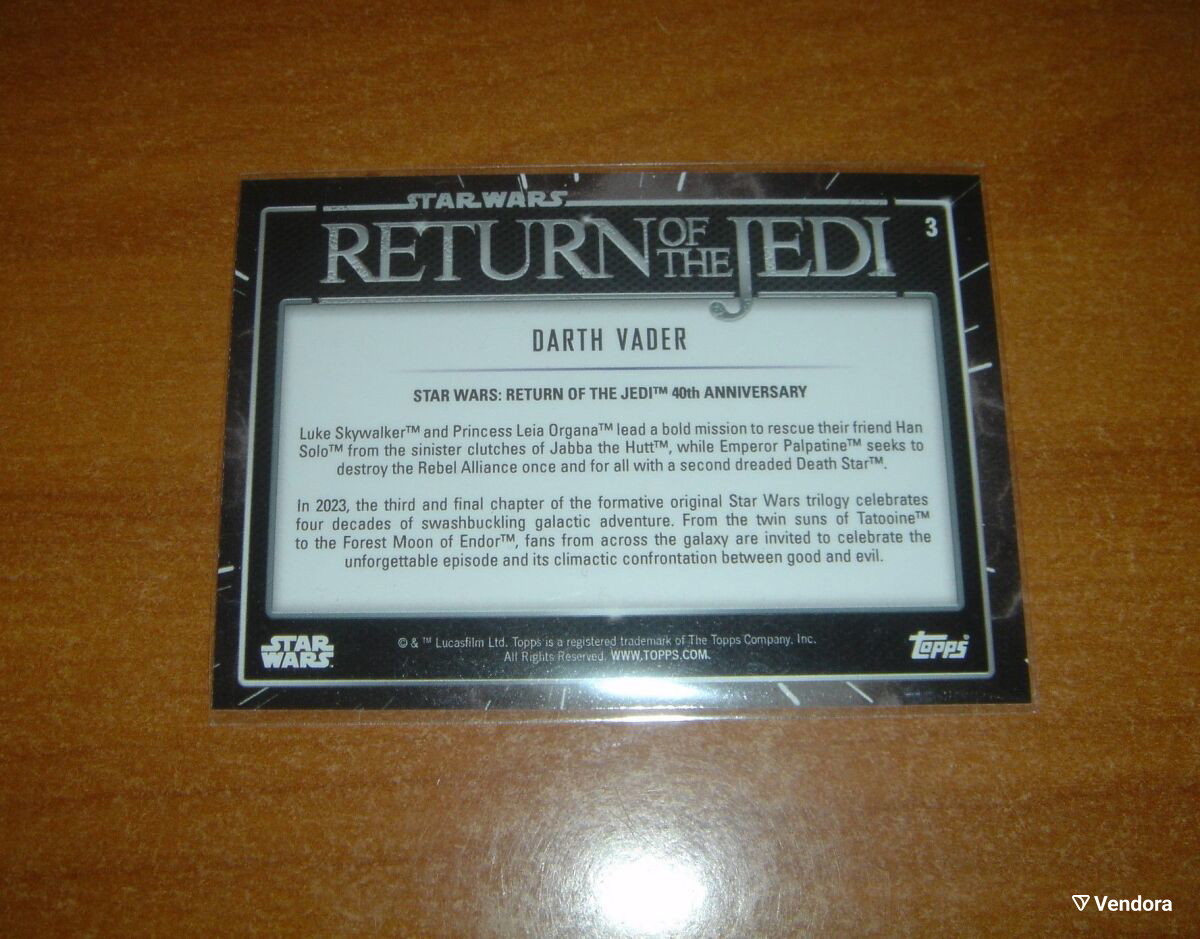 STAR WARS
RETURN OF THE JEDI
3
DARTH VADER
STAR WARS: RETURN OF THE JEDI™ 40th ANNIVERSARY
Luke Skywalker™ and Princess Leia Organa™ lead a bold mission to rescue their friend Han
Solo™ from the sinister clutches of Jabba the Hutt™, while Emperor Palpatine™ seeks to
destroy the Rebel Alliance once and for all with a second dreaded Death Star™.
In 2023, the third and final chapter of the formative original Star Wars trilogy celebrates
four decades of swashbuckling galactic adventure. From the twin suns of Tatooine™
to the Forest Moon of Endor™, fans from across the galaxy are invited to celebrate the
unforgettable episode and its climactic confrontation between good and evil.
STAR
WARS
© & ™ Lucasfilm Ltd. Topps is a registered trademark of The Topps Company, Inc.
All Rights Reserved. WWW.TOPPS.COM.
topps®
Vendora